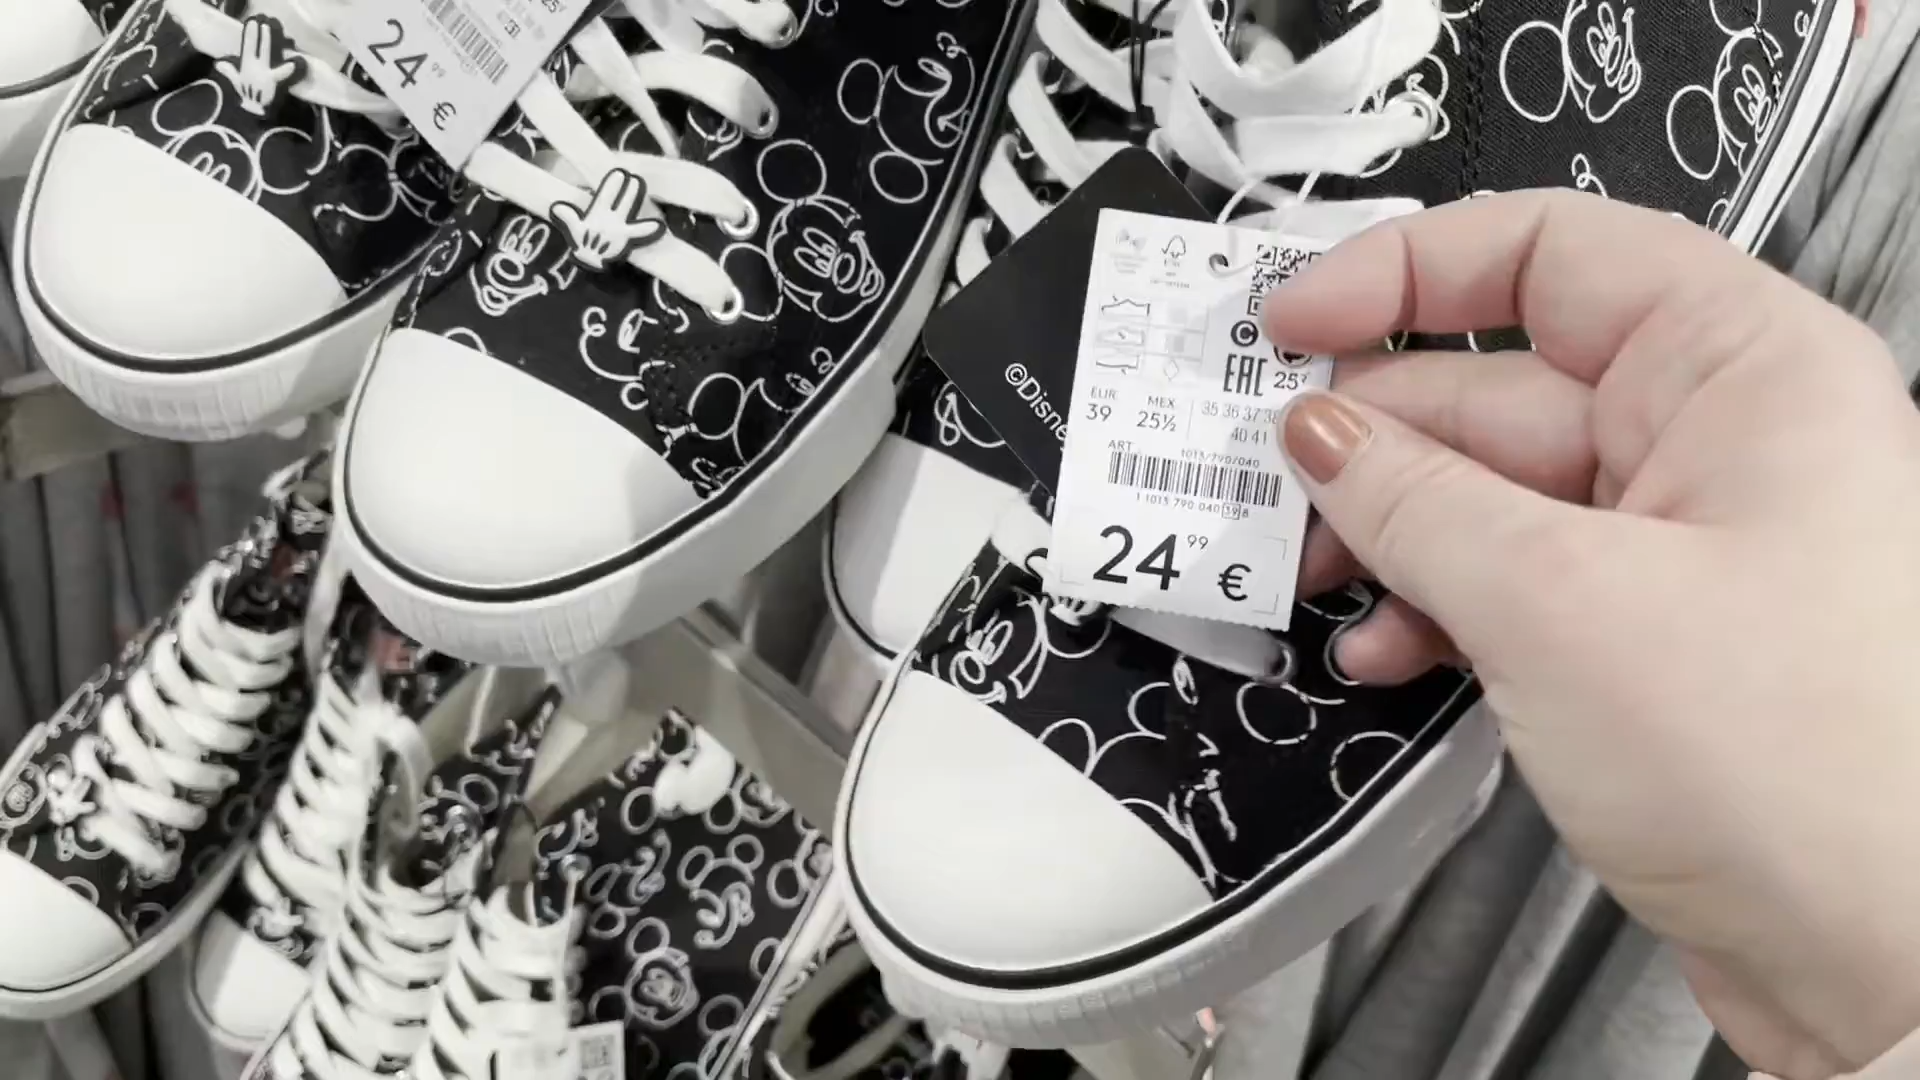 24 99
€
©Disne
C
EAC
25
EUR
39
MEX
25½
35 36 37 38
40 41
ART.
1013/790/040
1 1013 790 040 39 8
24 99
€